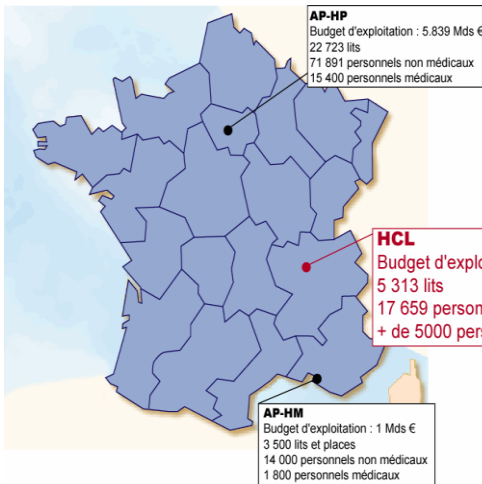 AP-HP
Budget d'exploitation : 5.839 Mds €
22 723 lits
71 891 personnels non médicaux
15 400 personnels médicaux
HCL
Budget d'explo
5 313 lits
17 659 person
+ de 5000 pers
AP-HM
Budget d'exploitation : 1 Mds €
3 500 lits et places
14 000 personnels non médicaux
1 800 personnels médicaux